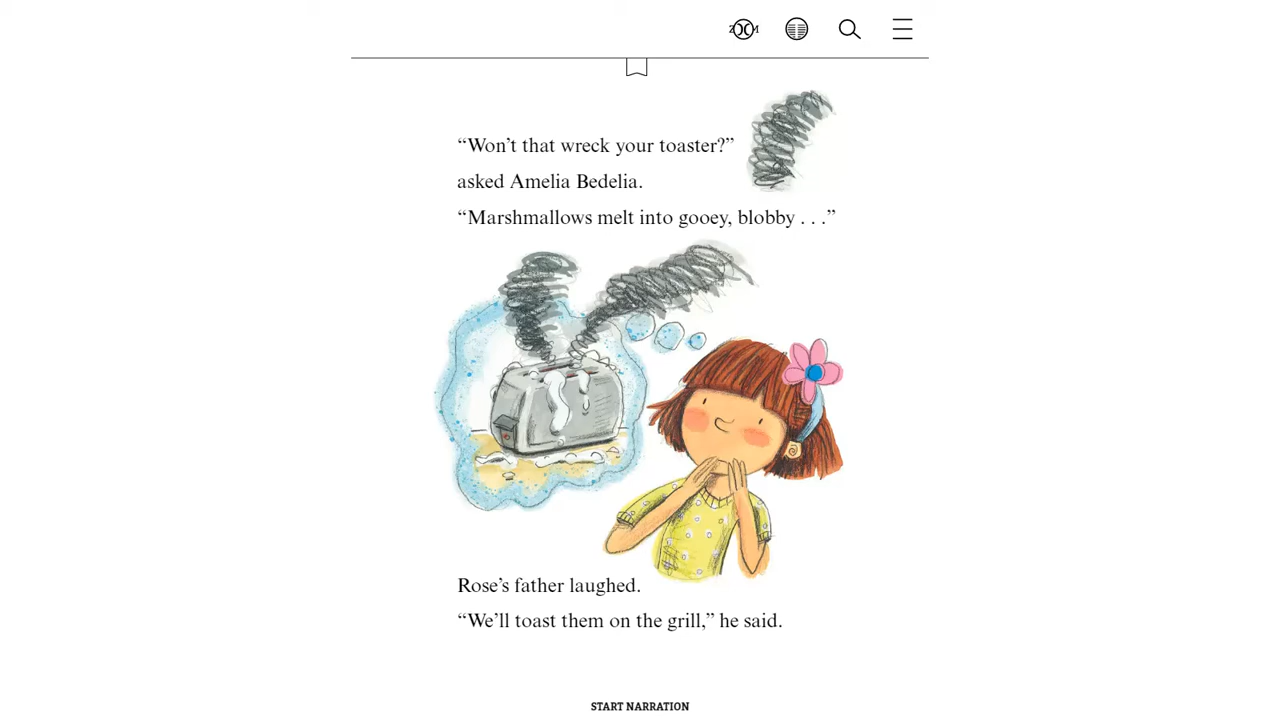 “Won’t that wreck your toaster?”
asked Amelia Bedelia.
“Marshmallows melt into gooey, blobby . . .”
Rose’s father laughed.
“We’ll toast them on the grill,” he said.
START NARRATION